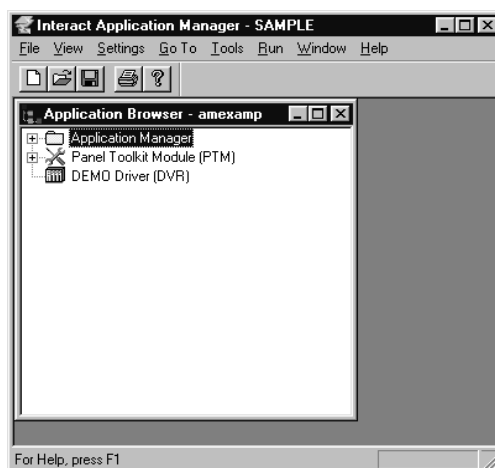 Interact Application Manager - SAMPLE
File View Settings Go To Tools Run Window Help
Application Browser - amexamp
Application Manager
Panel Toolkit Module (PTM)
DEMO Driver (DVR)
For Help, press F1